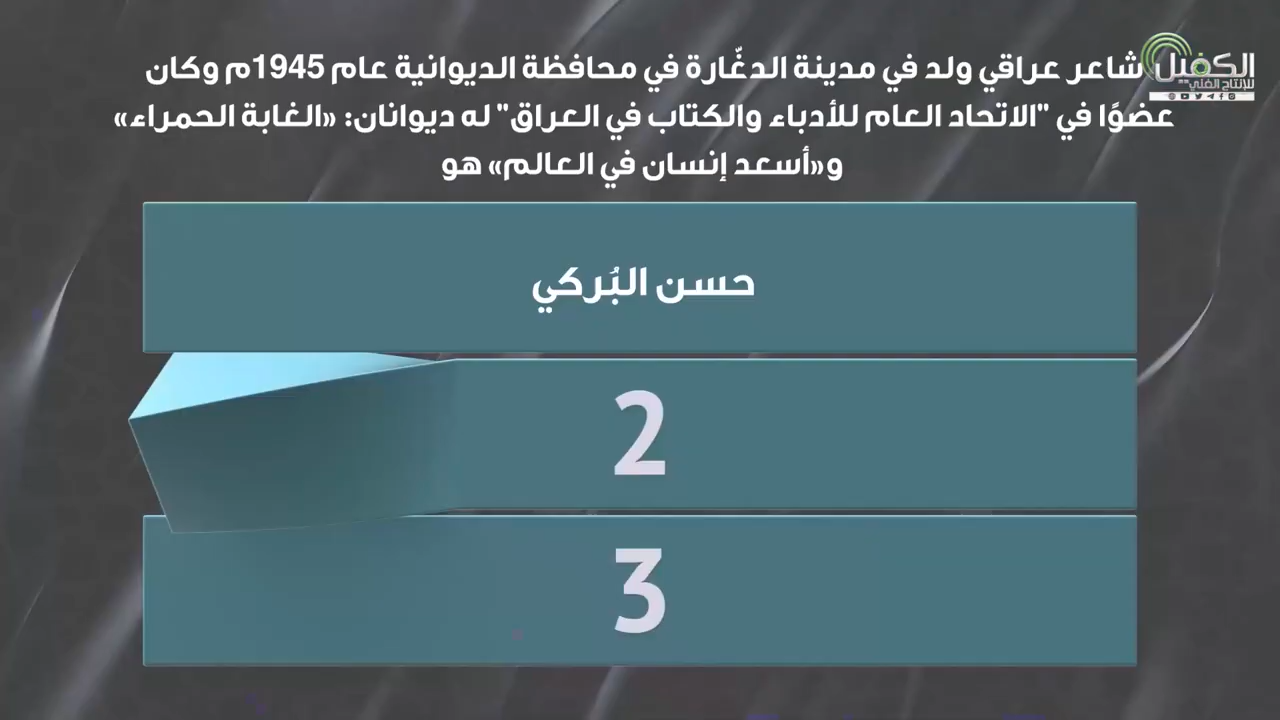 شاعر عراقي ولد في مدينة الدغّارة في محافظة الديوانية عام 1945م وكان
عضوًا في "الاتحاد العام للأدباء والكتاب في العراق" له ديوانان: «الغابة الحمراء»
و«أسعد إنسان في العالم» هو
حسن البُركي
2
3
الكفيل
للإنتاج الفني